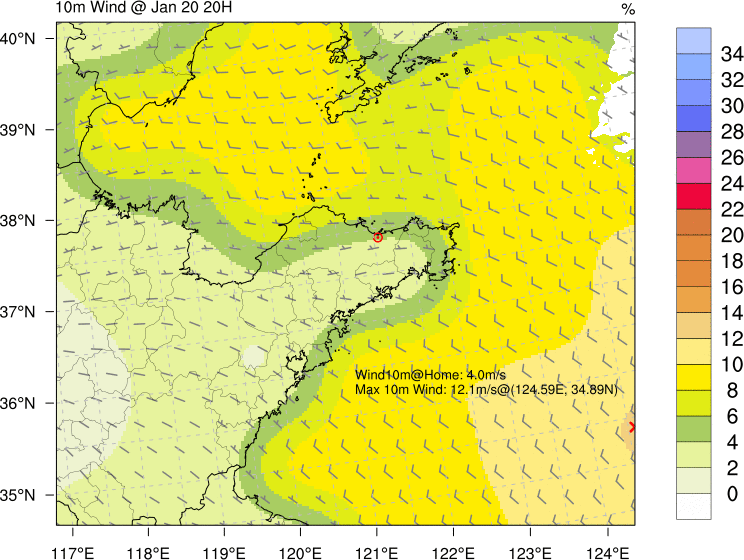 10m Wind @ Jan 20 20H
%
40°N
39°N
38°N
37°N
36°N
35°N
117°E
118°E
119°E
120°E
121°E
122°E
123°E
124°E
Wind10m@Home: 4.0m/s
Max 10m Wind: 12.1m/s@(124.59E; 34.89N)
34
32
30
28
26
24
22
20
18
16
14
12
10
8
6
4
2
0